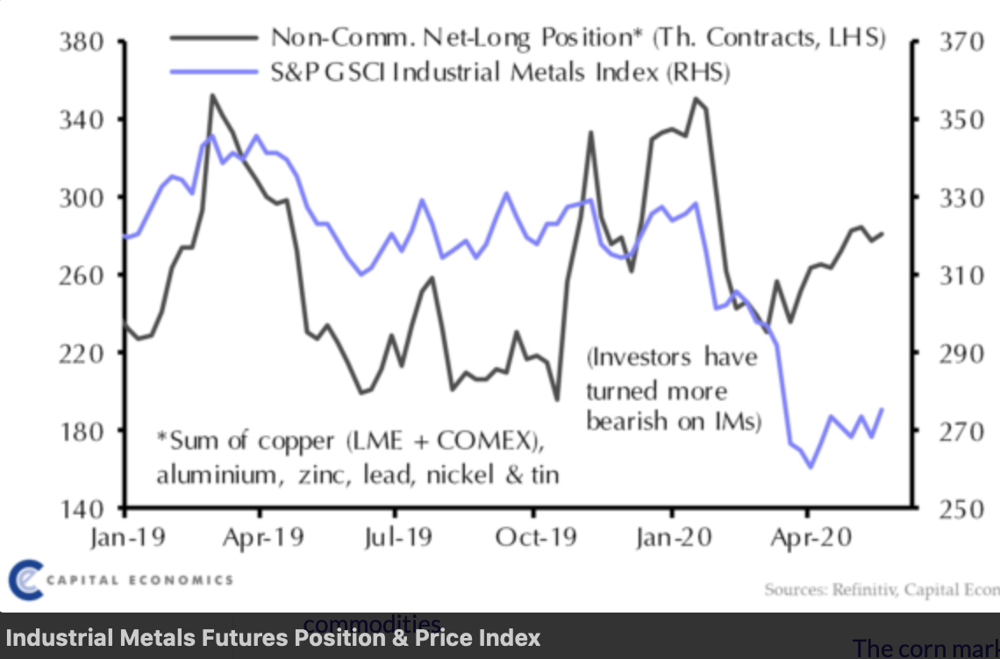 Non-Comm. Net-Long Position* (Th. Contracts, LHS)
S&P GSCI Industrial Metals Index (RHS)
380
340
300
260
220
180
140
370
350
330
310
290
270
250
(Investors have
turned more
bearish on IMs)
*Sum of copper (LME + COMEX),
aluminium, zinc, lead, nickel & tin
Jan-19 Apr-19 Jul-19 Oct-19 Jan-20 Apr-20
CAPITAL ECONOMICS
Sources: Refinitiv, Capital Econ
commodities
Industrial Metals Futures Position & Price Index
The corn mark